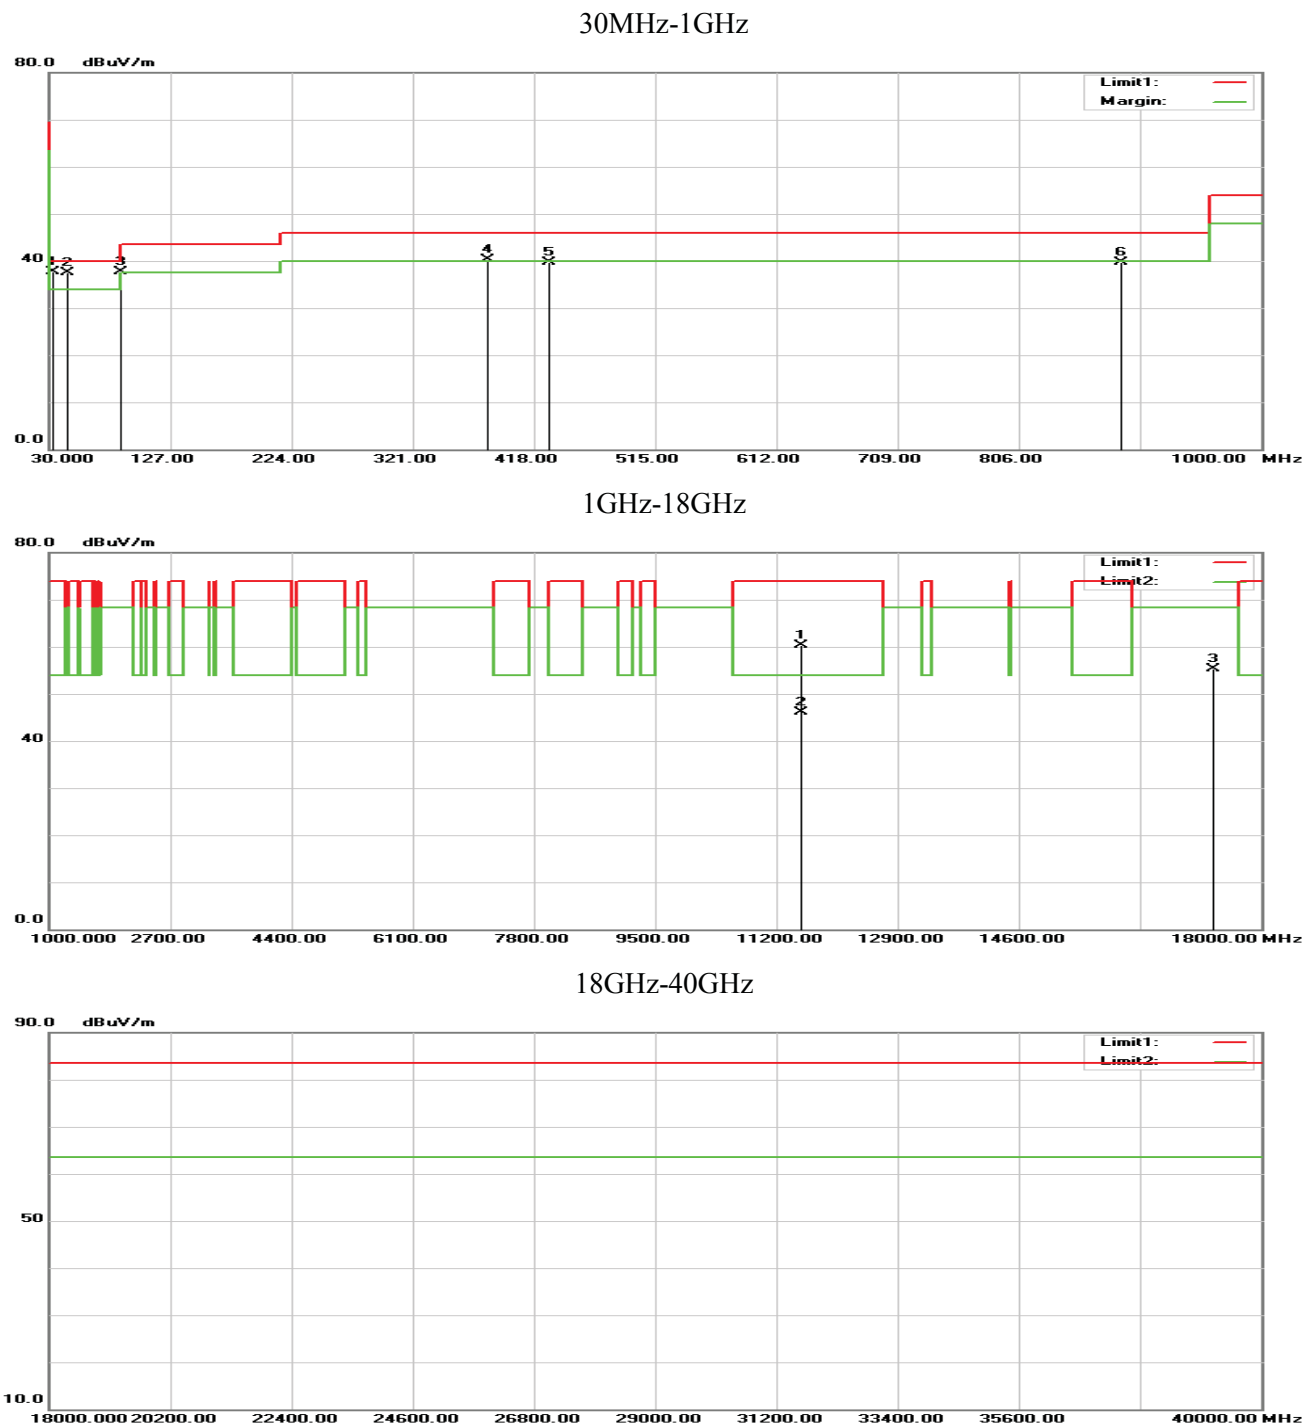 30MHz-1GHz
80.0 dBuV/m
Limit1:
Margin:
1 2 3 4 5 6
40
0.0
30.000 127.00 224.00 321.00 418.00 515.00 612.00 709.00 806.00 1000.00 MHz
1GHz-18GHz
80.0 dBuV/m
Limit1:
Limit2:
1
2
3
40
0.0
1000.000 2700.00 4400.00 6100.00 7800.00 9500.00 11200.00 12900.00 14600.00 18000.00 MHz
18GHz-40GHz
90.0 dBuV/m
Limit1:
Limit2:
50
10.0
18000.000 20200.00 22400.00 24600.00 26800.00 29000.00 31200.00 33400.00 35600.00 40000.00 MHz